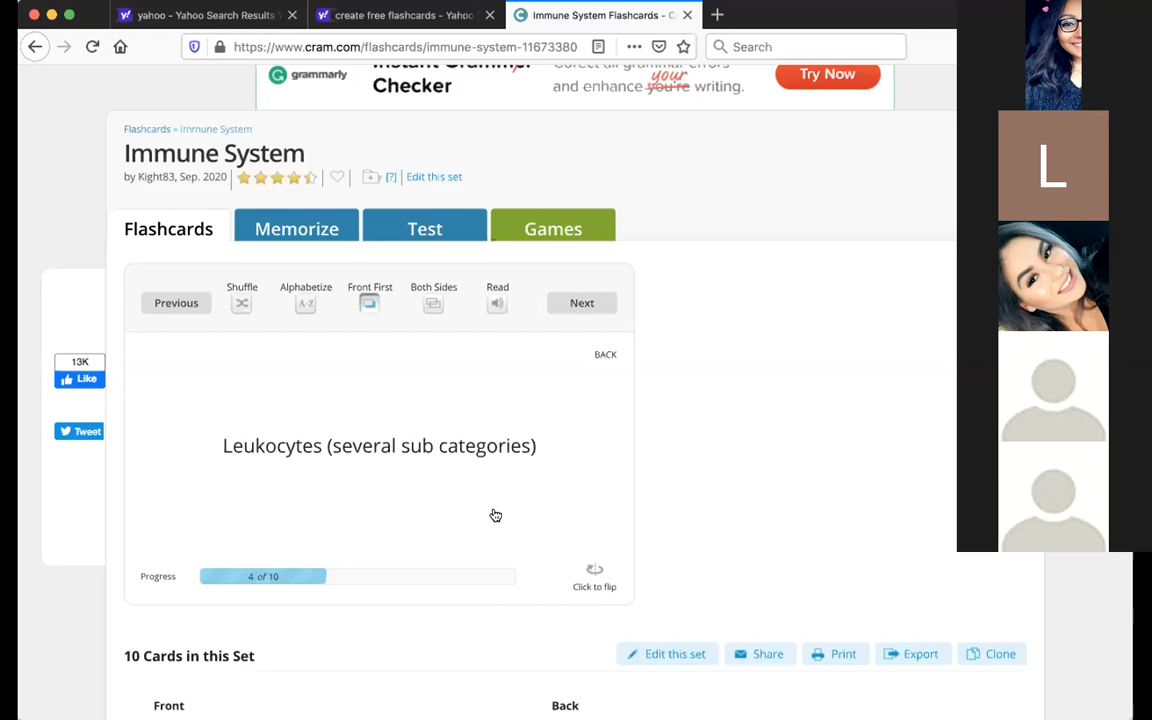 yahoo - Yahoo Search Results
create free flashcards - Yahoo
Immune System Flashcards - C
https://www.cram.com/flashcards/immune-system-11673380
Search
grammarly
Checker
Try Now
and enhance you're writing.
your
Flashcards » Immune System
Immune System
by Kight83, Sep. 2020
[?]
Edit this set
Flashcards
Memorize
Test
Games
Previous
Shuffle
Alphabetize
Front First
Both Sides
Read
Next
A-Z
BACK
13K
Like
Tweet
Leukocytes (several sub categories)
Progress
4 of 10
Click to flip
10 Cards in this Set
Edit this set
Share
Print
Export
Clone
Front
Back
L